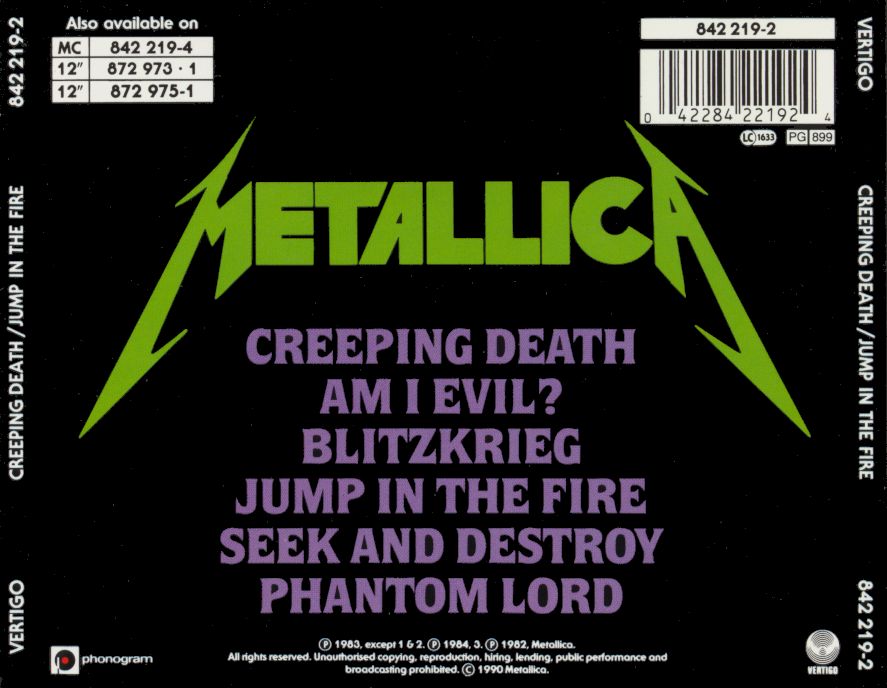 Also available on
MC 842 219-4
12" 872 973 · 1
12" 872 975-1
842 219-2
0 42284 22192 4
LC 1633 PG 899
METALLICA
CREEPING DEATH
AM I EVIL?
BLITZKRIEG
JUMP IN THE FIRE
SEEK AND DESTROY
PHANTOM LORD
Ⓟ 1983, except 1 & 2. Ⓟ 1984, 3. Ⓟ 1982, Metallica.
All rights reserved. Unauthorised copying, reproduction, hiring, lending, public performance and
broadcasting prohibited. Ⓒ 1990 Metallica.
phonogram
VERTIGO
VERTIGO CREEPING DEATH/JUMP IN THE FIRE 842 219-2
VERTIGO CREEPING DEATH/JUMP IN THE FIRE 842 219-2